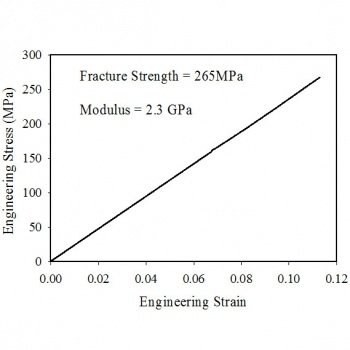 300
250
200
150
100
50
0
Engineering Stress (MPa)
Fracture Strength = 265MPa
Modulus = 2.3 GPa
0.00 0.02 0.04 0.06 0.08 0.10 0.12
Engineering Strain